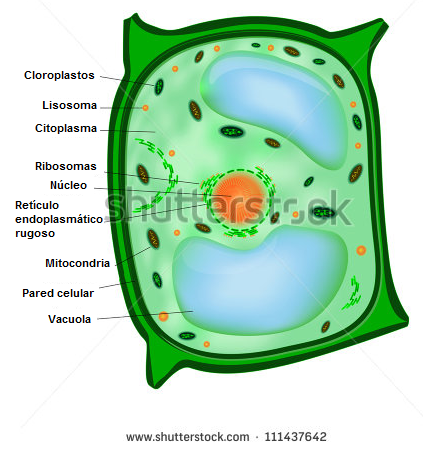 Cloroplastos
Lisosoma
Citoplasma
Ribosomas
Núcleo
Retículo
endoplasmático
rugoso
Mitocondria
Pared celular
Vacuola
shutterstock
www.shutterstock.com · 111437642